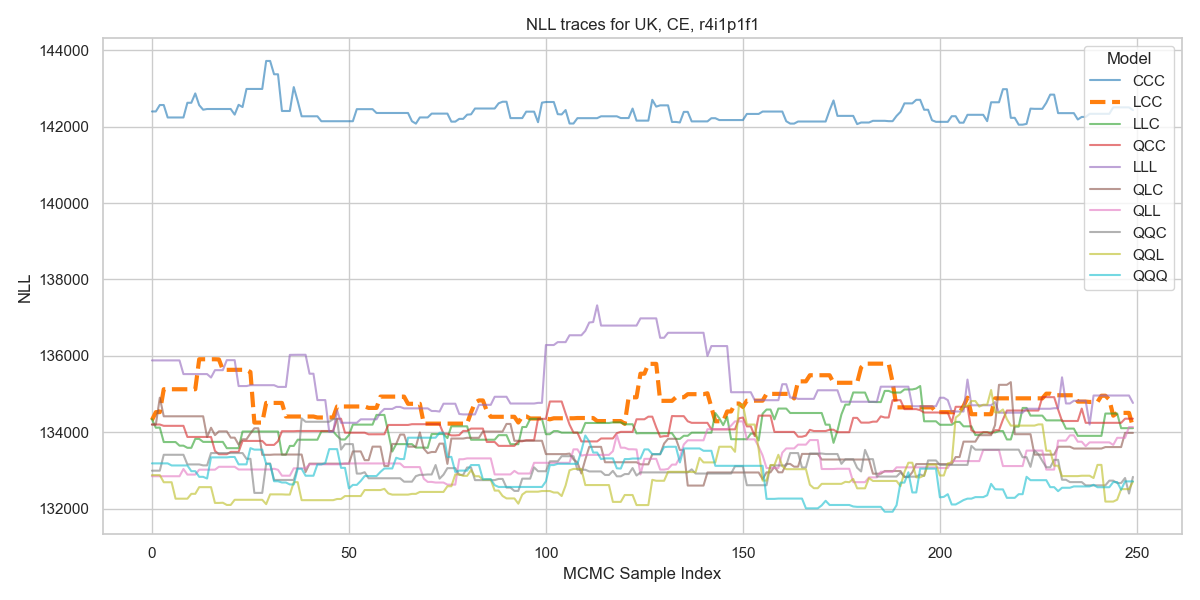 NLL traces for UK, CE, r4i1p1f1
144000
142000
140000
138000
136000
134000
132000
NLL
0
50
100
150
200
250
MCMC Sample Index
Model
CCC
LCC
LLC
QCC
LLL
QLC
QLL
QQC
QQL
QQQ